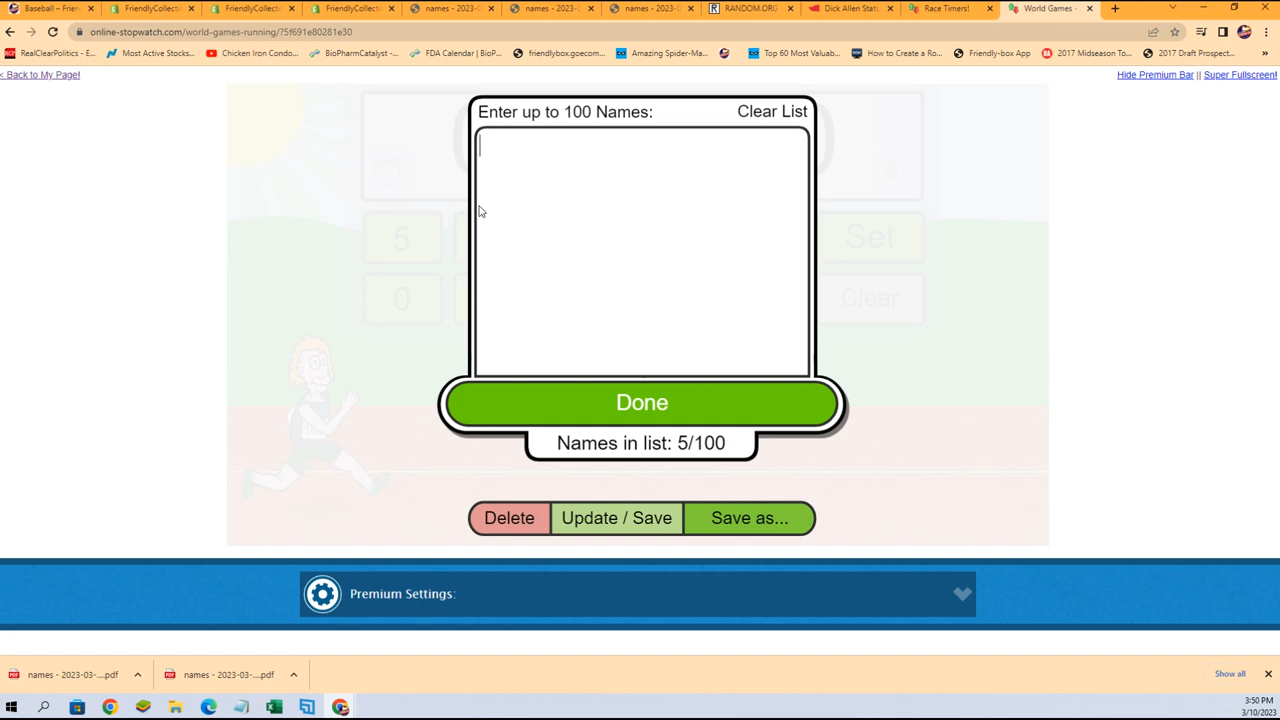 Baseball – Frien
FriendlyCollecti
FriendlyCollecti
FriendlyCollecti
names - 2023-0
names - 2023-0
names - 2023-0
RANDOM.ORG
Dick Allen Stats
Race Timers!
World Games -
online-stopwatch.com/world-games-running/?5f691e80281e30
RealClearPolitics - E...
Most Active Stocks...
Chicken Iron Condo...
BioPharmCatalyst -...
FDA Calendar | BioP...
friendlybox.goecom...
Amazing Spider-Ma...
Top 60 Most Valuab...
How to Create a Ro...
Friendly-box App
2017 Midseason To...
2017 Draft Prospect...
< Back to My Page!
Hide Premium Bar || Super Fullscreen!
Enter up to 100 Names:
Clear List
5
Set
0
Clear
Done
Names in list: 5/100
Delete
Update / Save
Save as...
Premium Settings:
names - 2023-03-....pdf
names - 2023-03-....pdf
Show all
3:50 PM
3/10/2023